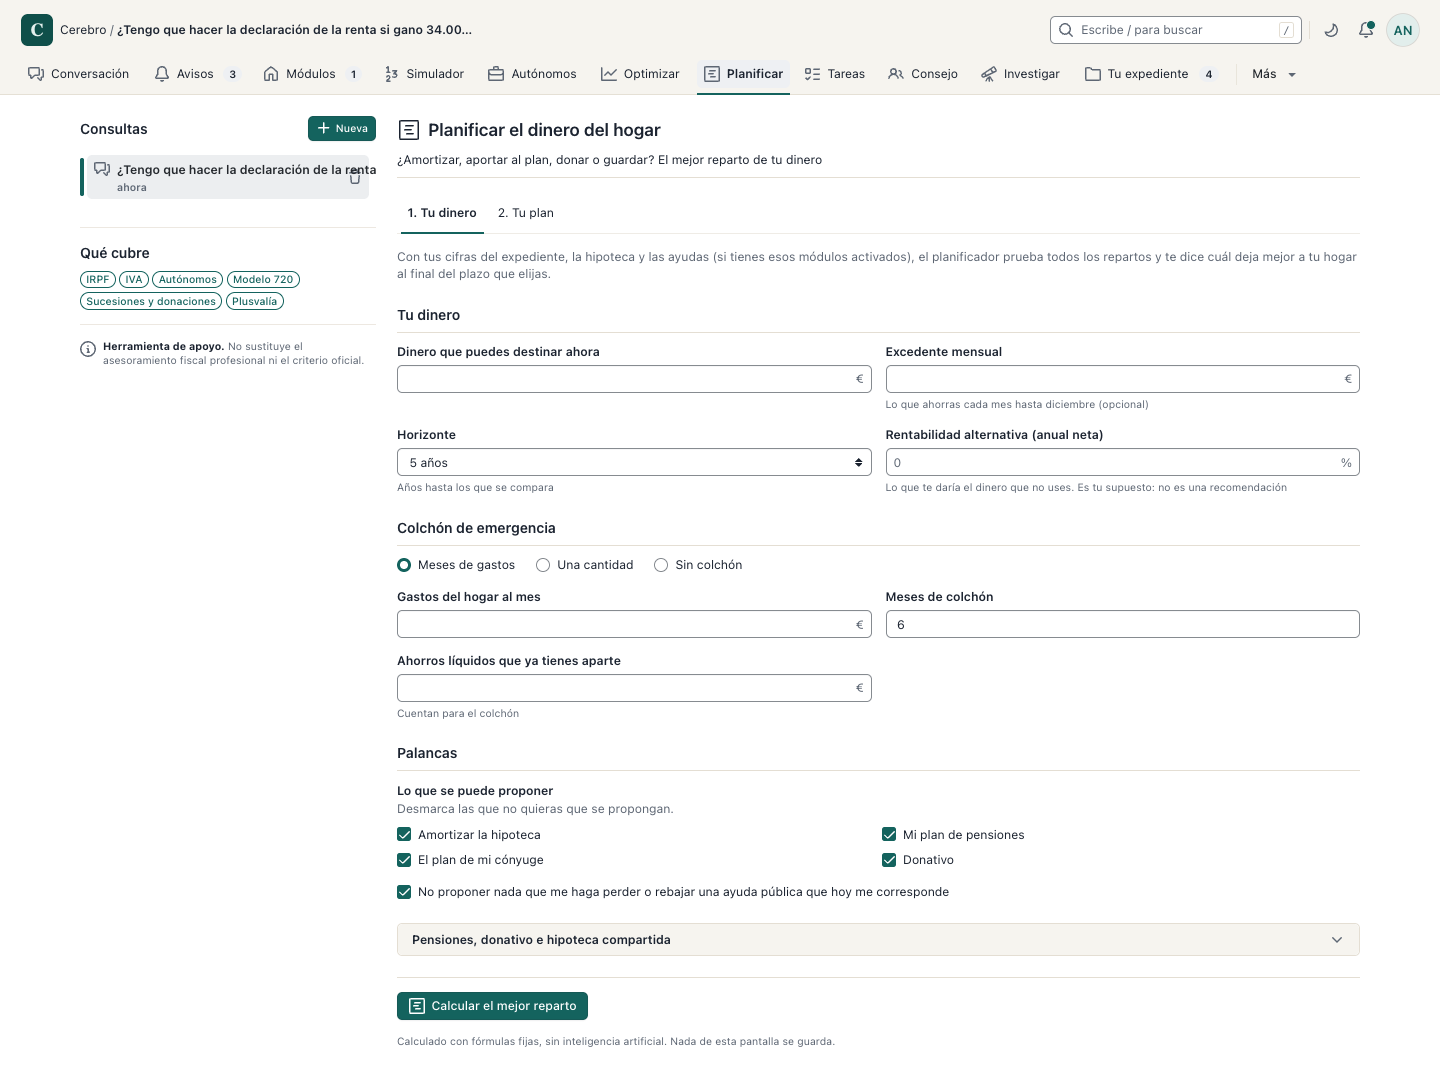 C Cerebro / ¿Tengo que hacer la declaración de la renta si gano 34.00...
Escribe / para buscar /
AN
Conversación
Avisos 3
Módulos 1
Simulador
Autónomos
Optimizar
Planificar
Tareas
Consejo
Investigar
Tu expediente 4
Más
Consultas
Nueva
¿Tengo que hacer la declaración de la renta
ahora
Qué cubre
IRPF
IVA
Autónomos
Modelo 720
Sucesiones y donaciones
Plusvalía
Herramienta de apoyo. No sustituye el
asesoramiento fiscal profesional ni el criterio oficial.
Planificar el dinero del hogar
¿Amortizar, aportar al plan, donar o guardar? El mejor reparto de tu dinero
1. Tu dinero
2. Tu plan
Con tus cifras del expediente, la hipoteca y las ayudas (si tienes esos módulos activados), el planificador prueba todos los repartos y te dice cuál deja mejor a tu hogar
al final del plazo que elijas.
Tu dinero
Dinero que puedes destinar ahora
€
Excedente mensual
€
Lo que ahorras cada mes hasta diciembre (opcional)
Horizonte
5 años
Años hasta los que se compara
Rentabilidad alternativa (anual neta)
0 %
Lo que te daría el dinero que no uses. Es tu supuesto: no es una recomendación
Colchón de emergencia
Meses de gastos
Una cantidad
Sin colchón
Gastos del hogar al mes
€
Meses de colchón
6
Ahorros líquidos que ya tienes aparte
€
Cuentan para el colchón
Palancas
Lo que se puede proponer
Desmarca las que no quieras que se propongan.
Amortizar la hipoteca
Mi plan de pensiones
El plan de mi cónyuge
Donativo
No proponer nada que me haga perder o rebajar una ayuda pública que hoy me corresponde
Pensiones, donativo e hipoteca compartida
Calcular el mejor reparto
Calculado con fórmulas fijas, sin inteligencia artificial. Nada de esta pantalla se guarda.